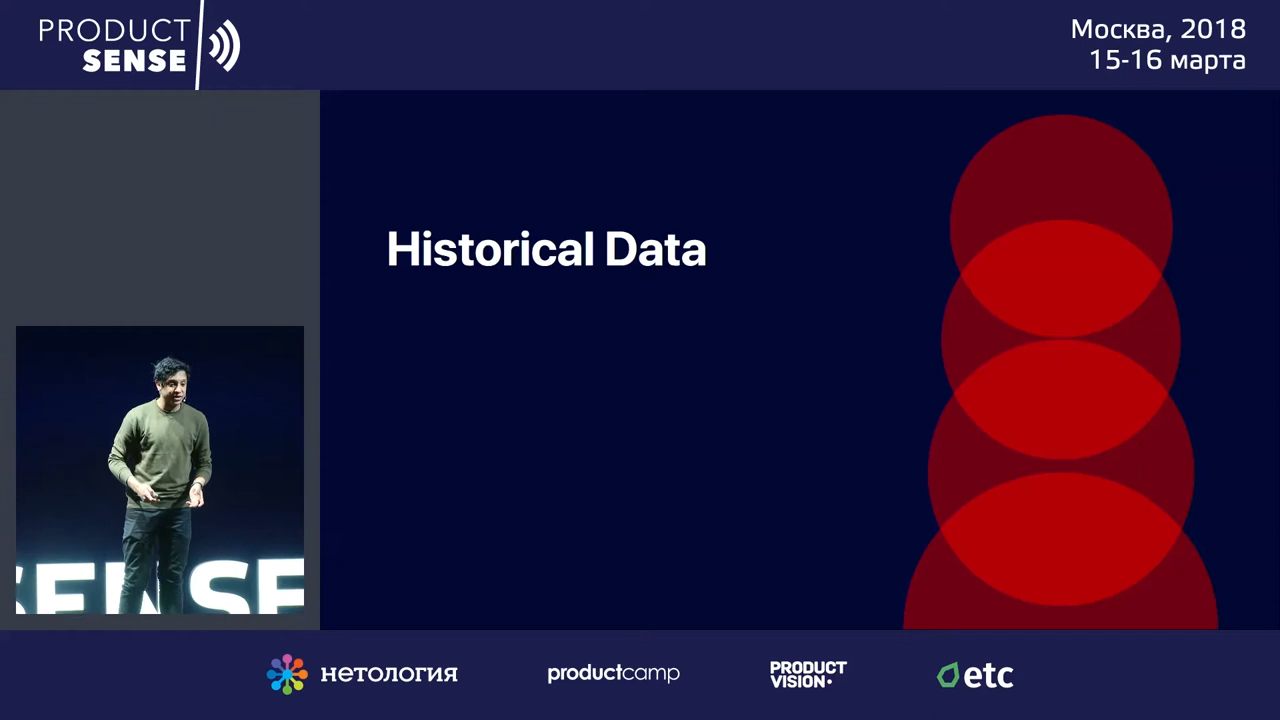 PRODUCT
SENSE
Москва, 2018
15-16 марта
Historical Data
SENSE
нетология
productcamp
PRODUCT
VISION•
etc